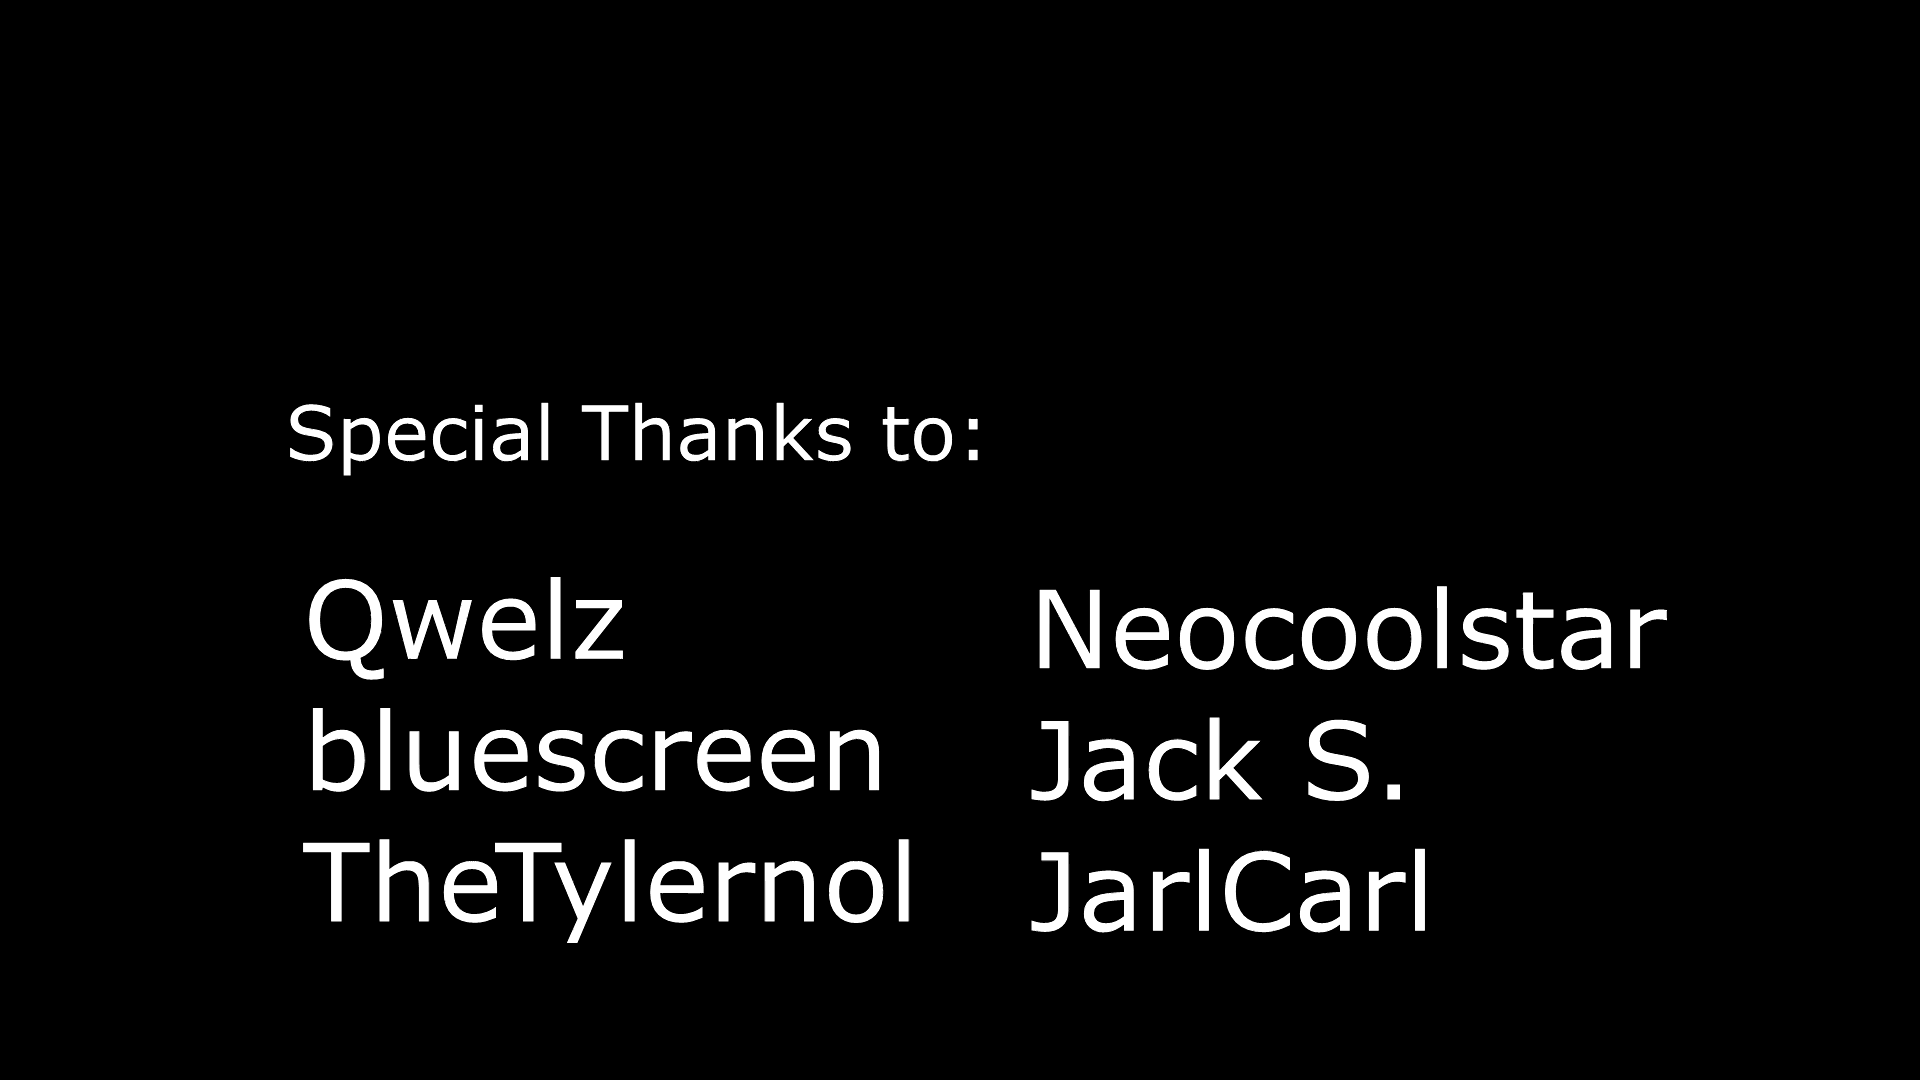 Special Thanks to:
Qwelz
bluescreen
TheTylernol
Neocoolstar
Jack S.
JarlCarl